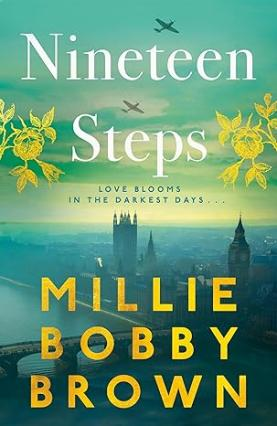 Nineteen
Steps
LOVE BLOOMS
IN THE DARKEST DAYS...
MILLIE
BOBBY
BROWN